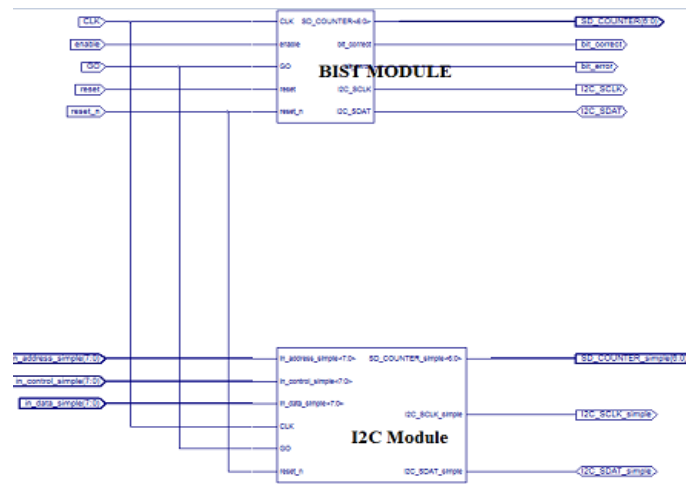 CLK
CLK
SD_COUNTER<6:0>
SD_COUNTER(6:0)
enable
enable
bit_correct
bit_correct
GO
GO
BIST MODULE
bit_error
reset
reset
I2C_SCLK
I2C_SCLK
reset_n
reset_n
I2C_SDAT
I2C_SDAT
in_address_simple(7:0)
in_address_simple<7:0>
SD_COUNTER_simple<6:0>
SD_COUNTER_simple(6:0)
in_control_simple(7:0)
in_control_simple<7:0>
in_data_simple(7:0)
in_data_simple<7:0>
I2C_SCLK_simple
I2C_SCLK_simple
CLK
I2C Module
GO
reset_n
I2C_SDAT_simple
I2C_SDAT_simple